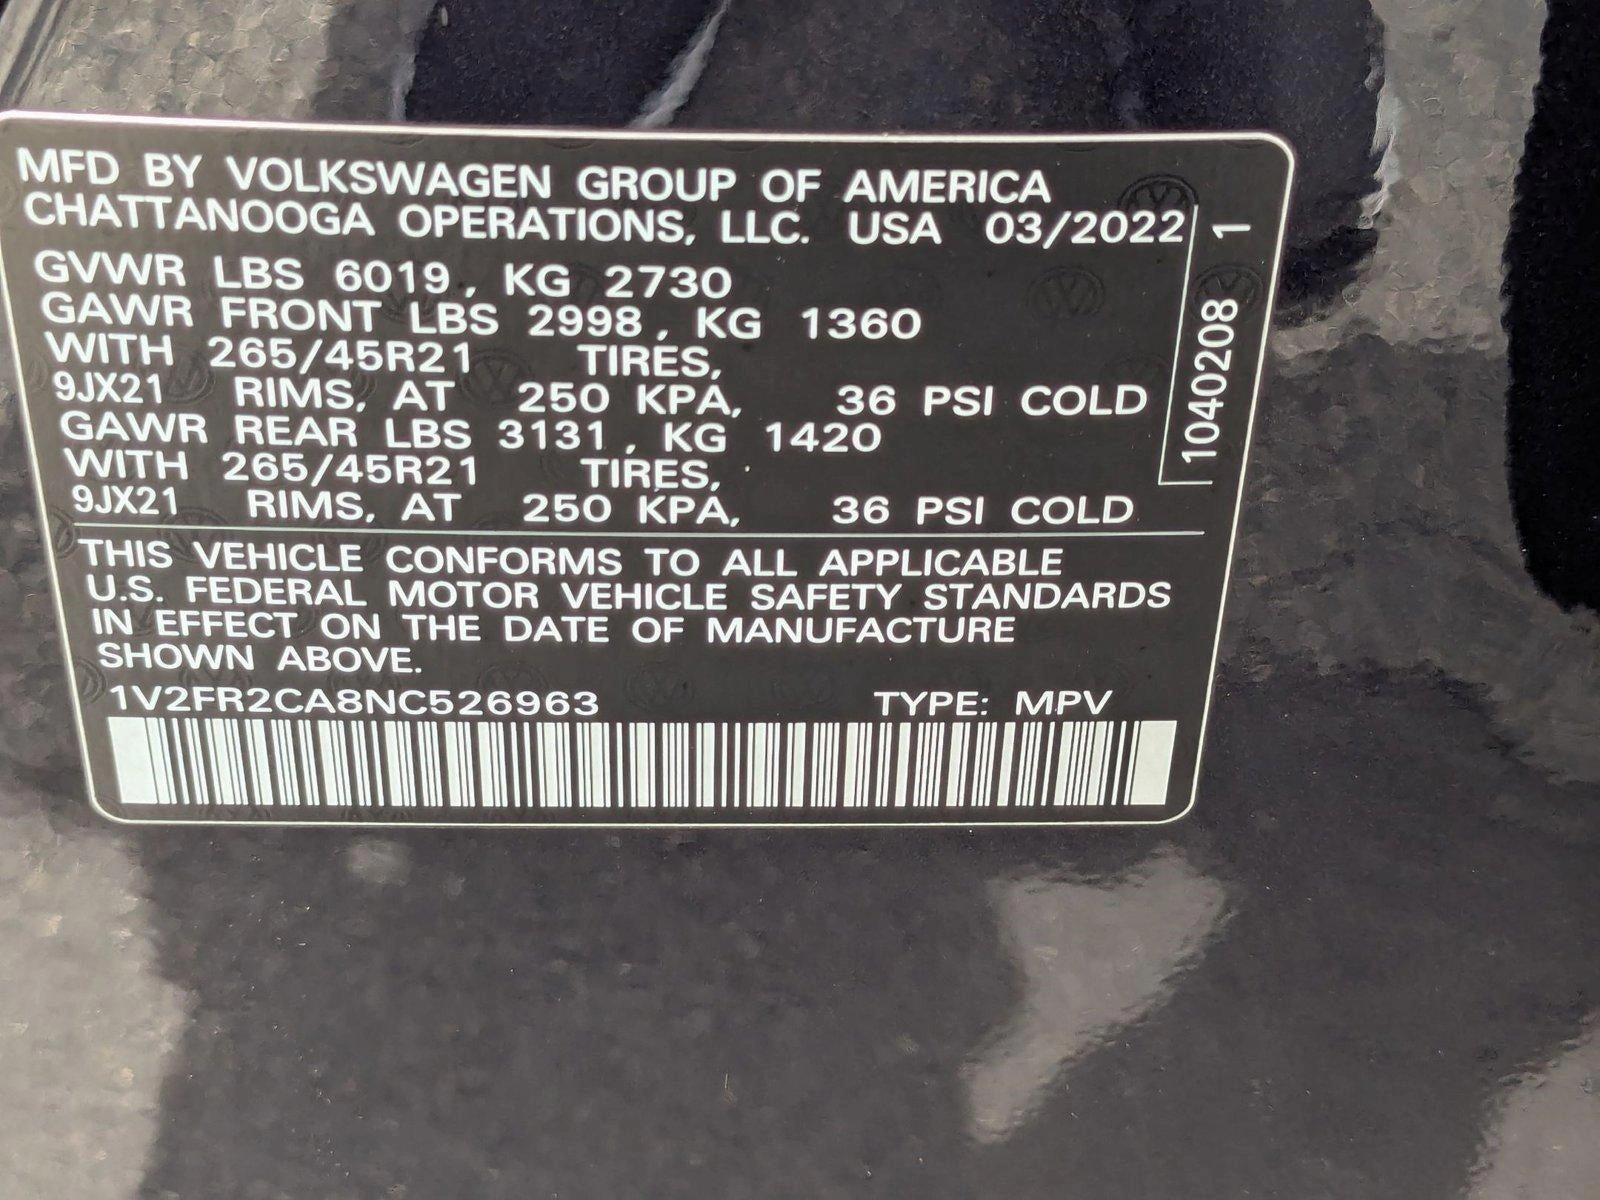 MFD BY VOLKSWAGEN GROUP OF AMERICA
CHATTANOOGA OPERATIONS, LLC. USA 03/2022
GVWR LBS 6019, KG 2730
GAWR FRONT LBS 2998, KG 1360
WITH 265/45R21 TIRES,
9JX21 RIMS, AT 250 KPA, 36 PSI COLD
GAWR REAR LBS 3131, KG 1420
WITH 265/45R21 TIRES,
9JX21 RIMS, AT 250 KPA, 36 PSI COLD
THIS VEHICLE CONFORMS TO ALL APPLICABLE
U.S. FEDERAL MOTOR VEHICLE SAFETY STANDARDS
IN EFFECT ON THE DATE OF MANUFACTURE
SHOWN ABOVE.
1V2FR2CA8NC526963 TYPE: MPV
1040208 1